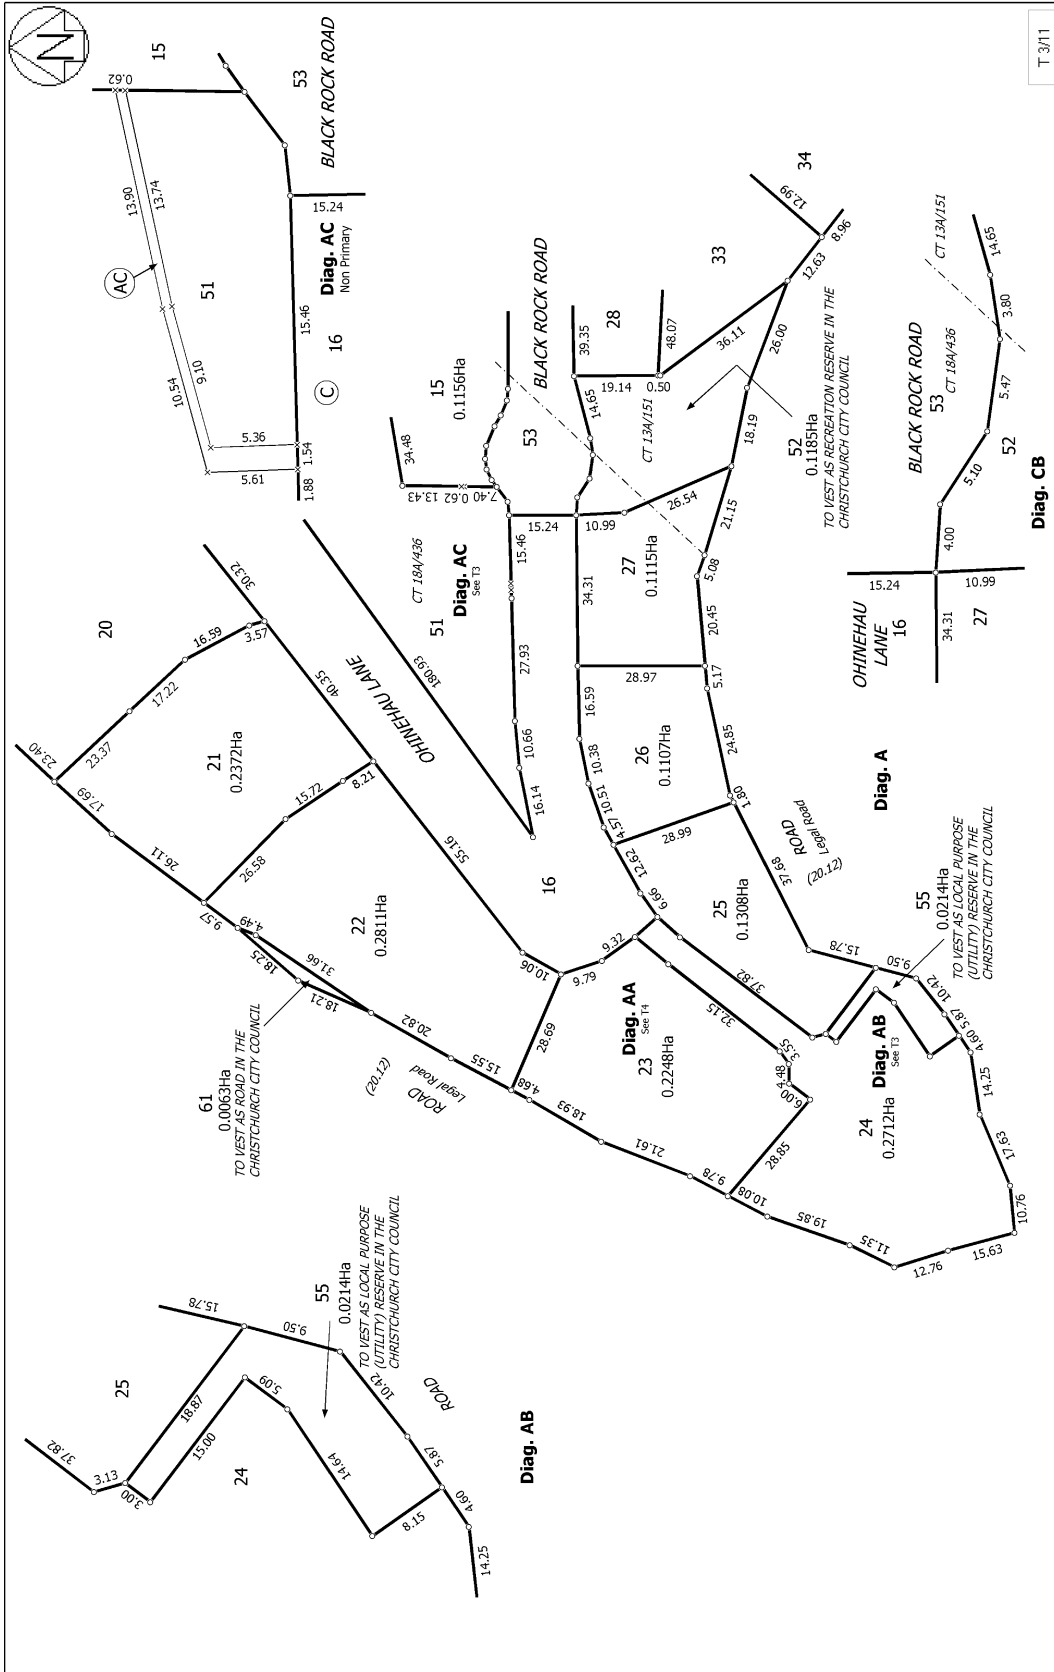 N
T 3/11
15
0.62
53
BLACK ROCK ROAD
13.90
13.74
AC
51
10.54
9.10
5.36
5.61
1.54
1.88
15.46
15.24
16
C
Diag. AC
Non Primary
34
12.99
8.96
33
12.63
BLACK ROCK ROAD
28
39.35
48.07
36.11
19.14
0.50
26.00
14.65
CT 13A/151
18.19
52
0.1185Ha
TO VEST AS RECREATION RESERVE IN THE
CHRISTCHURCH CITY COUNCIL
15
0.1156Ha
34.48
53
13.43
0.62
7.40
CT 18A/436
51
Diag. AC
See T3
15.46
15.24
10.99
26.54
21.15
27
0.1115Ha
5.08
34.31
20.45
27.93
28.97
5.17
16.59
10.66
10.38
26
0.1107Ha
24.85
16.14
10.51
4.57
28.99
1.80
180.93
OHINEHAU LANE
30.32
20
16.59
3.57
17.22
40.35
23.37
23.40
21
0.2372Ha
17.69
15.72
8.21
26.11
26.58
55.16
9.57
4.49
22
0.2811Ha
18.25
31.66
18.21
16
12.62
6.66
25
0.1308Ha
37.68
ROAD
(20.12)
Legal Road
9.32
10.06
9.79
20.82
28.69
37.82
15.78
9.50
15.55
Legal Road
ROAD
(20.12)
Diag. AA
See T4
23
0.2248Ha
32.15
3.55
4.48
6.00
4.68
18.93
21.61
28.85
9.78
10.08
19.85
11.35
12.76
15.63
10.76
17.63
14.25
4.60
5.87
10.42
24
0.2712Ha
Diag. AB
See T3
55
0.0214Ha
TO VEST AS LOCAL PURPOSE
(UTILITY) RESERVE IN THE
CHRISTCHURCH CITY COUNCIL
Diag. A
61
0.0063Ha
TO VEST AS ROAD IN THE
CHRISTCHURCH CITY COUNCIL
CT 13A/151
14.65
3.80
BLACK ROCK ROAD
53
CT 18A/436
5.47
52
5.10
4.00
15.24
10.99
OHINEHAU
LANE
16
34.31
27
Diag. CB
15.78
9.50
25
18.87
5.09
55
0.0214Ha
TO VEST AS LOCAL PURPOSE
(UTILITY) RESERVE IN THE
CHRISTCHURCH CITY COUNCIL
37.82
3.13
3.00
15.00
24
14.64
10.42
ROAD
5.87
8.15
4.60
14.25
Diag. AB